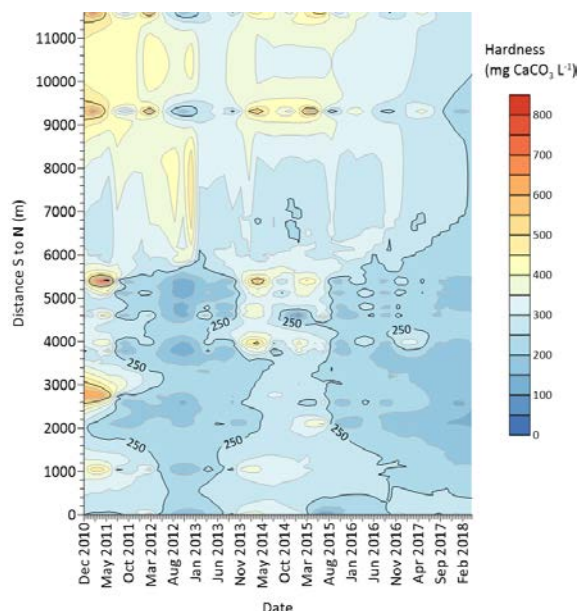 Distance S to N (m)
11000
10000
9000
8000
7000
6000
5000
4000
3000
2000
1000
0
250
250
250
250
250
250
250
Dec 2010
May 2011
Oct 2011
Mar 2012
Aug 2012
Jan 2013
Jun 2013
Nov 2013
May 2014
Oct 2014
Mar 2015
Aug 2015
Jan 2016
Jun 2016
Nov 2016
Apr 2017
Sep 2017
Feb 2018
Date
Hardness
(mg CaCO₃ L⁻¹)
800
700
600
500
400
300
200
100
0